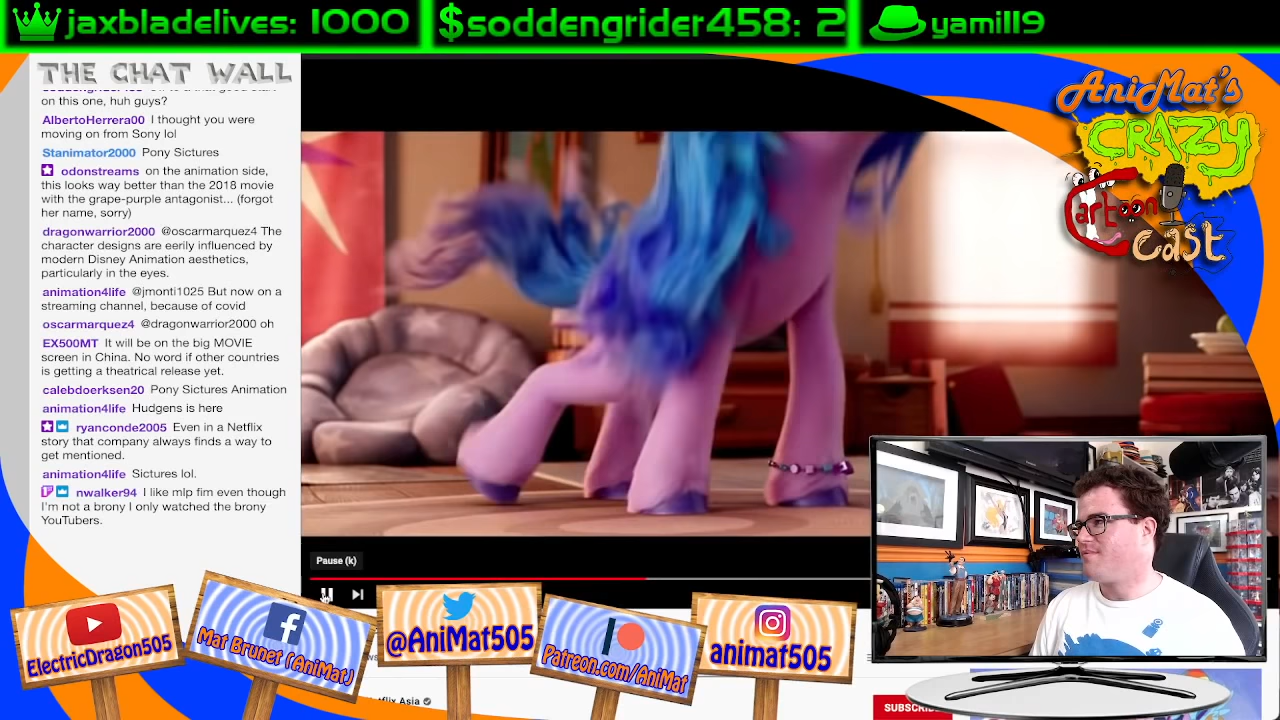 jaxbladelives: 1000
$soddengrider458: 2
yamill9
THE CHAT WALL
on this one, huh guys?
AlbertoHerrera00 I thought you were
moving on from Sony lol
Stanimator2000 Pony Sictures
odonstreams on the animation side,
this looks way better than the 2018 movie
with the grape-purple antagonist... (forgot
her name, sorry)
dragonwarrior2000 @oscarmarquez4 The
character designs are eerily influenced by
modern Disney Animation aesthetics,
particularly in the eyes.
animation4life @jmonti1025 But now on a
streaming channel, because of covid
oscarmarquez4 @dragonwarrior2000 oh
EX500MT It will be on the big MOVIE
screen in China. No word if other countries
is getting a theatrical release yet.
calebdoerksen20 Pony Sictures Animation
animation4life Hudgens is here
ryanconde2005 Even in a Netflix
story that company always finds a way to
get mentioned.
animation4life Sictures lol.
nwalker94 I like mlp fim even though
I'm not a brony I only watched the brony
YouTubers.
AniMat's
CRAZY
Cartoon
Cast
Pause (k)
ElectricDragon505
Mat Brunet (AniMat)
@AniMat505
Patreon.com/AniMat
animat505
tflix Asia
SUBSCRIB